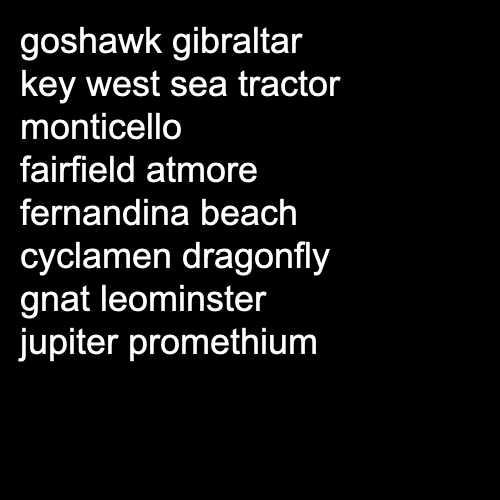 goshawk gibraltar
key west sea tractor
monticello
fairfield atmore
fernandina beach
cyclamen dragonfly
gnat leominster
jupiter promethium